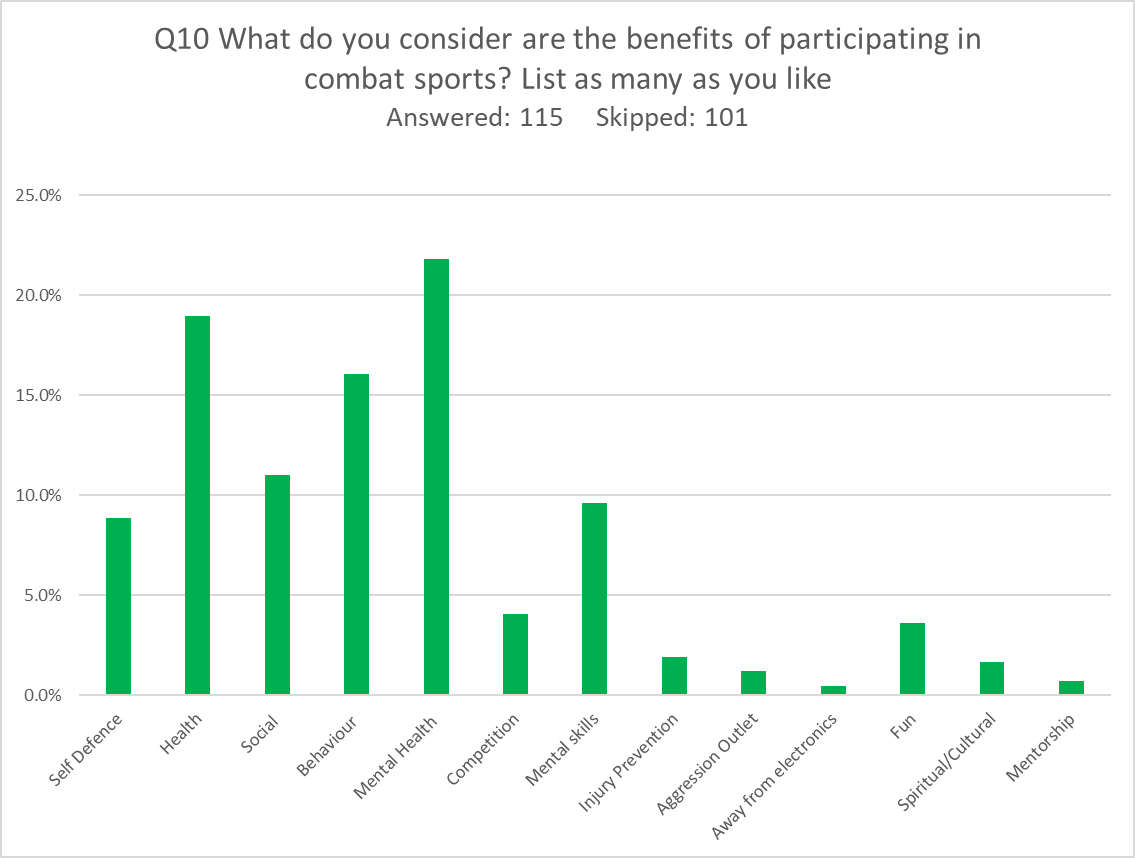 Q10 What do you consider are the benefits of participating in
combat sports? List as many as you like
Answered: 115 Skipped: 101
25.0%
20.0%
15.0%
10.0%
5.0%
0.0%
Self Defence
Health
Social
Behaviour
Mental Health
Competition
Mental skills
Injury Prevention
Aggression Outlet
Away from electronics
Fun
Spiritual/Cultural
Mentorship